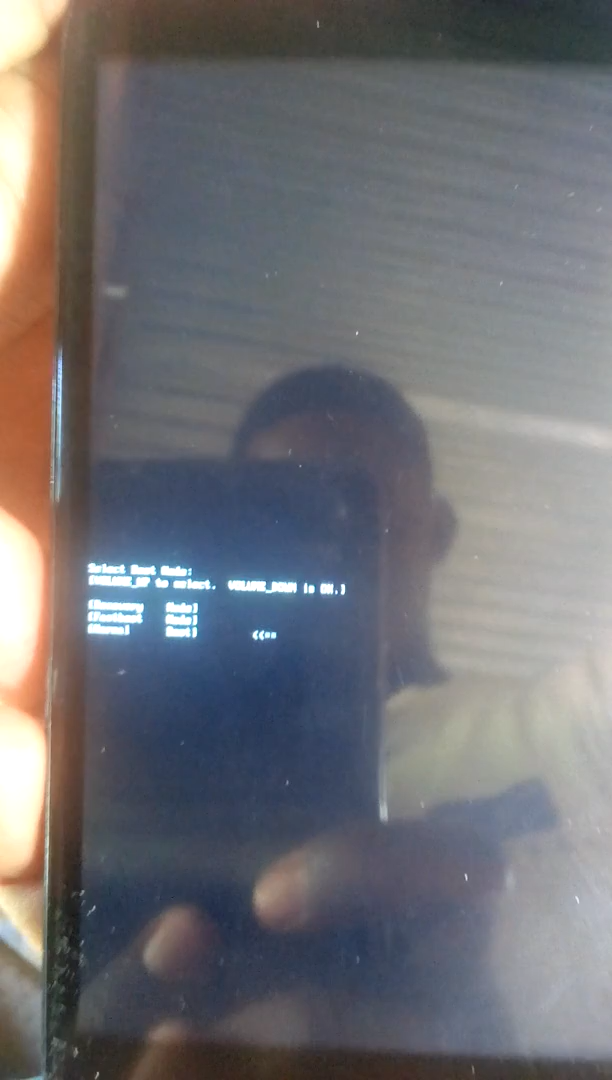 Select Boot Mode:
[VOLUME_UP to select.  VOLUME_DOWN is OK.]
[Recovery    Mode]
[Fastboot    Mode]
[Normal      Boot]         <<==